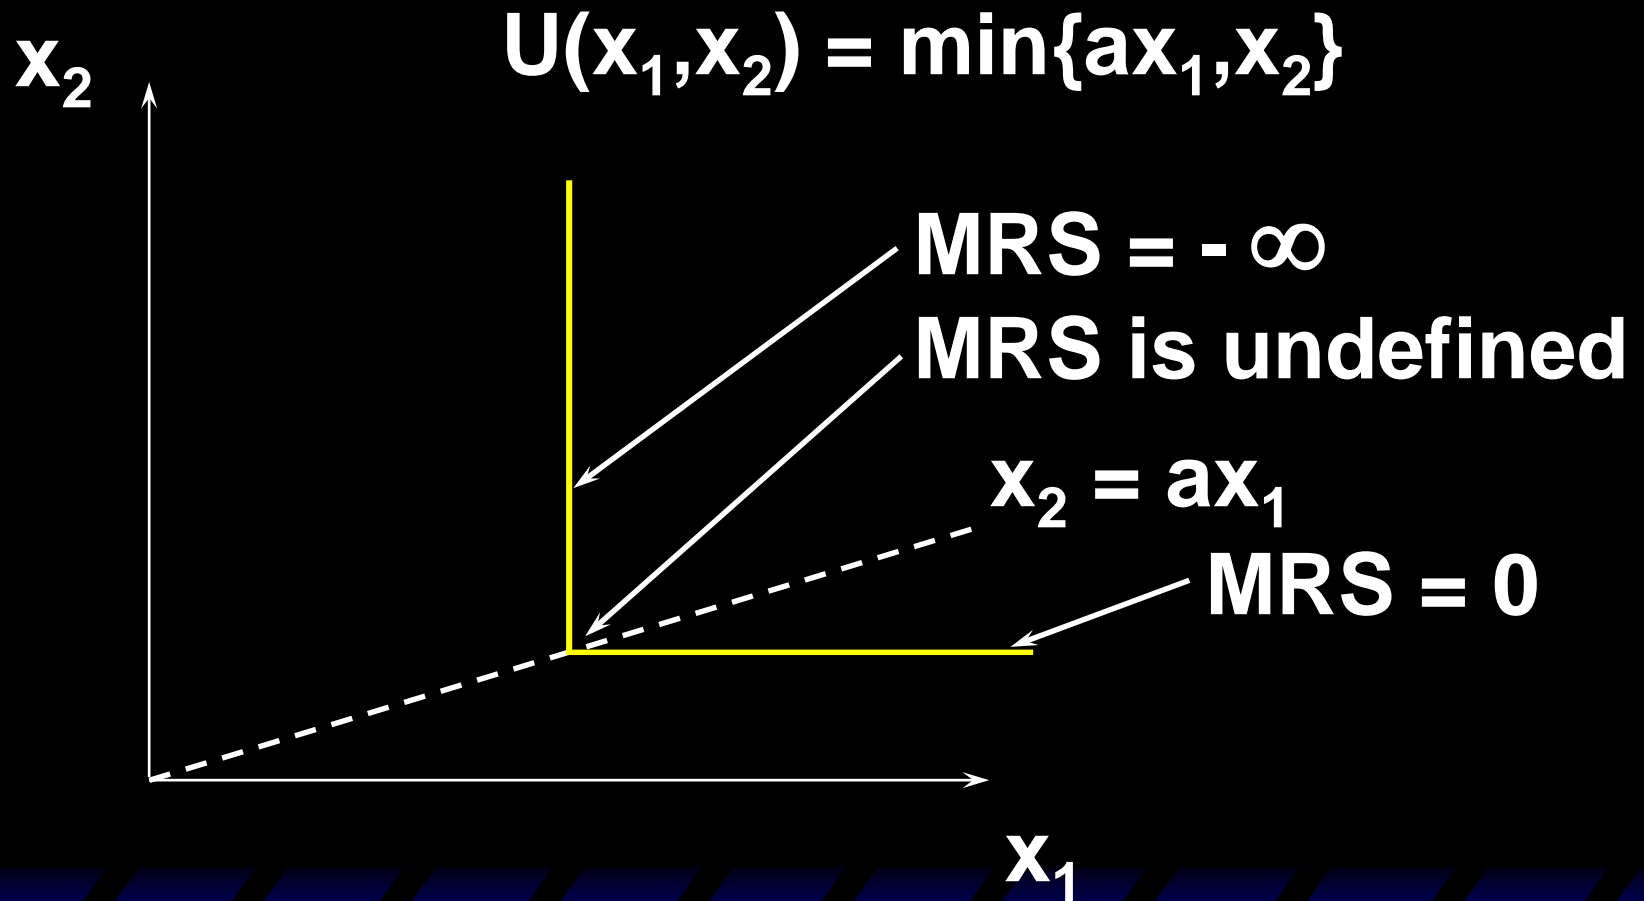 U(x₁,x₂) = min{ax₁,x₂}
x₂
MRS = - ∞
MRS is undefined
x₂ = ax₁
MRS = 0
x₁